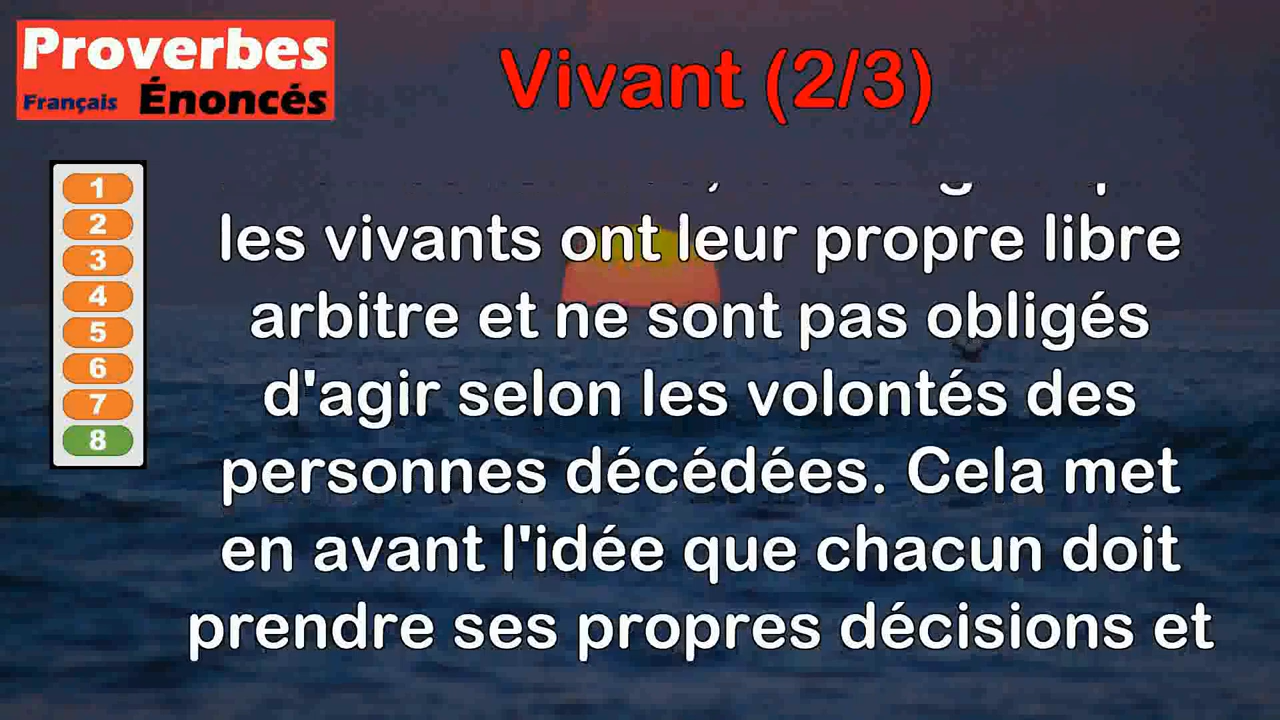 Proverbes
Français Énoncés
Vivant (2/3)
1
2
3
4
5
6
7
8
les vivants ont leur propre libre
arbitre et ne sont pas obligés
d'agir selon les volontés des
personnes décédées. Cela met
en avant l'idée que chacun doit
prendre ses propres décisions et